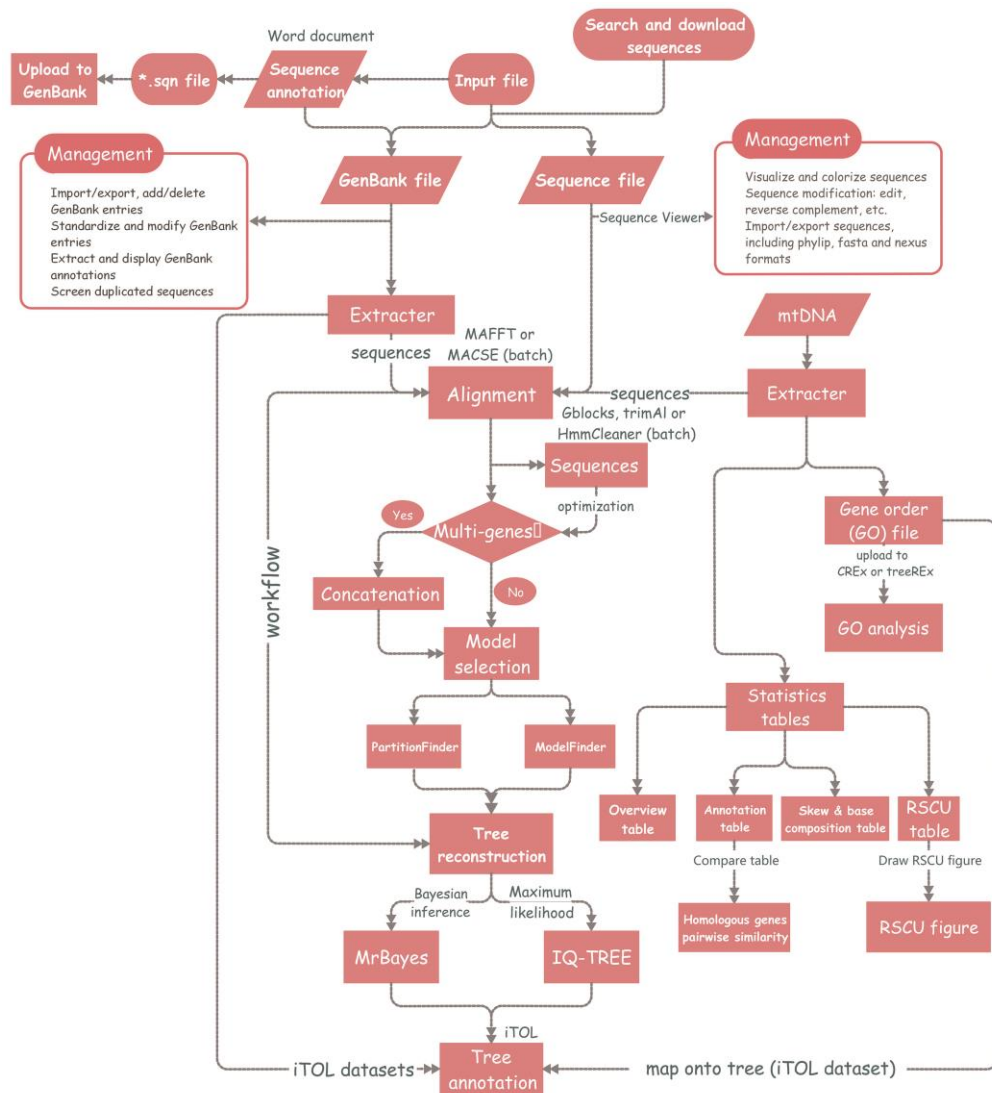 Search and download
sequences
Word document
Upload to
GenBank
*.sqn file
Sequence
annotation
Input file
Management
Import/export, add/delete
GenBank entries
Standardize and modify GenBank
entries
Extract and display GenBank
annotations
Screen duplicated sequences
GenBank file
Sequence file
Sequence Viewer
Management
Visualize and colorize sequences
Sequence modification: edit,
reverse complement, etc.
Import/export sequences,
including phylip, fasta and nexus
formats
Extracter
sequences
MAFFT or
MACSE (batch)
Alignment
mtDNA
Extracter
sequences
Gblocks, trimAl or
HmmCleaner (batch)
Sequences
optimization
Multi-genes
Yes
No
Concatenation
workflow
Model
selection
PartitionFinder
ModelFinder
Gene order
(GO) file
upload to
CREx or treeREx
GO analysis
Statistics
tables
Overview
table
Annotation
table
Skew & base
composition table
RSCU
table
Compare table
Draw RSCU figure
Homologous genes
pairwise similarity
RSCU figure
Tree
reconstruction
Bayesian
inference
Maximum
likelihood
MrBayes
IQ-TREE
iTOL
iTOL datasets
Tree
annotation
map onto tree (iTOL dataset)